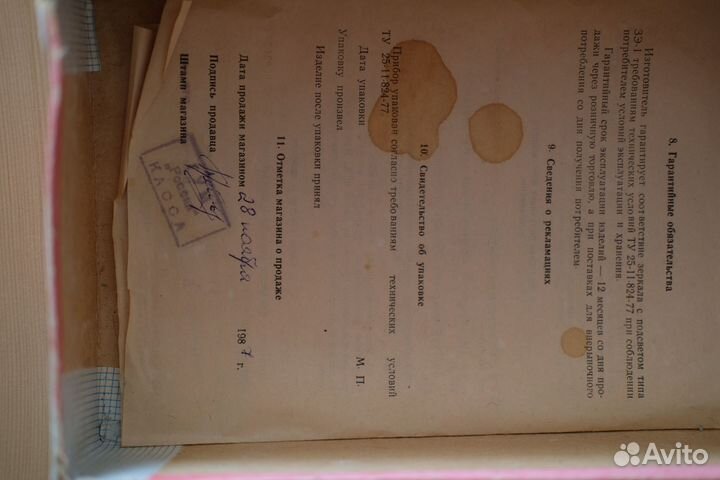 8. Гарантийные обязательства
Изготовитель гарантирует соответствие зеркала с подсветом типа
ЗЭ-1 требованиям технических условий ТУ 25-11-824-77 при соблюдении
потребителем условий эксплуатации и хранения.
Гарантийный срок эксплуатации изделий — 12 месяцев со дня про-
дажи через розничную торговлю, а при поставках для внерыночного
потребления со дня получения потребителем.
9. Сведения о рекламациях
10. Свидетельство об упаковке
Прибор упакован согласно требованиям технических условий
ТУ 25-11-824-77.
Дата упаковки
М. П.
Упаковку произвел
Изделие после упаковки принял
11. Отметка магазина о продаже
Дата продажи магазином 28 ноября 1987 г.
Подпись продавца
Штамп магазина
КАССА
Avito